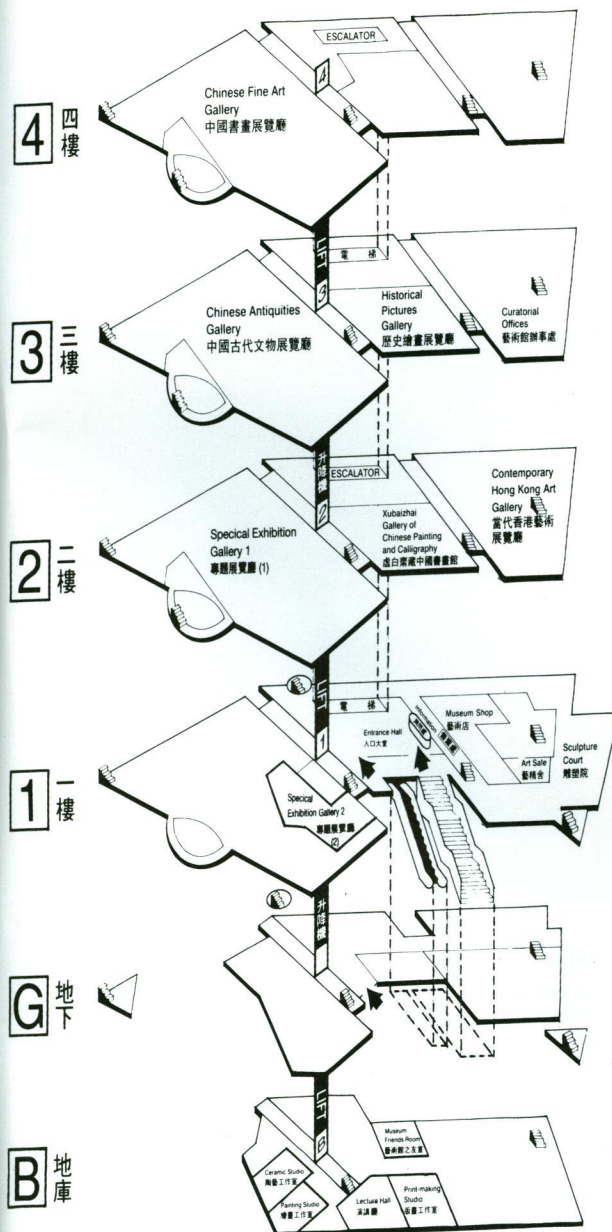 ESCALATOR
4
Chinese Fine Art
Gallery
中國書畫展覽廳
4
四樓
LIFT
電梯
3
Chinese Antiquities
Gallery
中國古代文物展覽廳
Historical
Pictures
Gallery
歷史繪畫展覽廳
Curatorial
Offices
藝術館辦事處
3
三樓
升降機
ESCALATOR
2
Specical Exhibition
Gallery 1
專題展覽廳 (1)
Xubaizhai
Gallery of
Chinese Painting
and Calligraphy
虛白齋藏中國書畫館
Contemporary
Hong Kong Art
Gallery
當代香港藝術
展覽廳
2
二樓
LIFT
電梯
1
Entrance Hall
入口大堂
Information
Museum Shop
藝術店
Art Sale
藝精舍
Sculpture
Court
雕塑院
Specical
Exhibition Gallery 2
專題展覽廳
(2)
1
一樓
升降機
G
地下
LIFT
B
Museum
Friends Room
藝術館之友室
Ceramic Studio
陶藝工作室
Painting Studio
繪畫工作室
Lecture Hall
演講廳
Print-making
Studio
版畫工作室
B
地庫